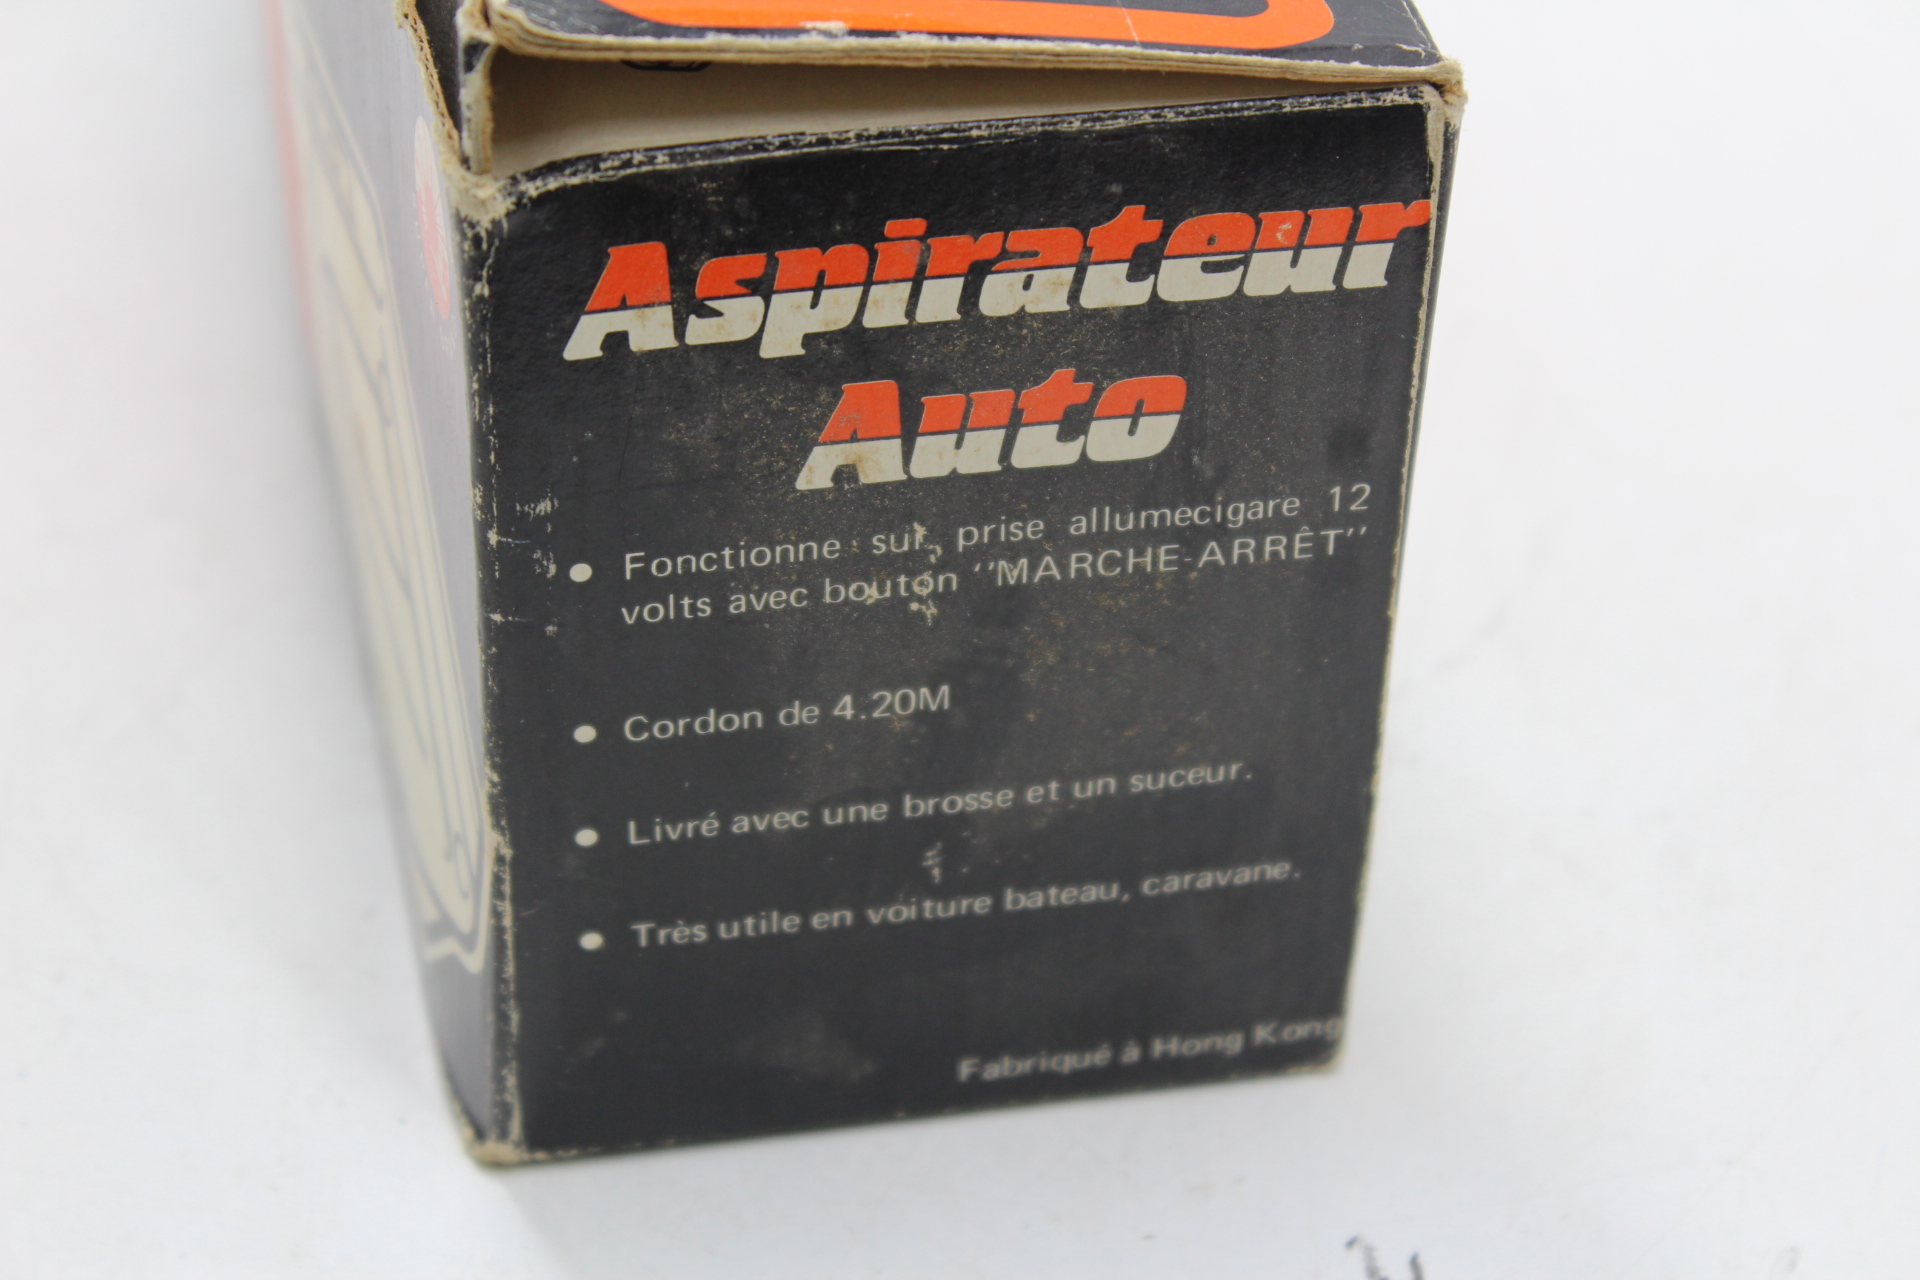 Aspirateur
Auto
● Fonctionne sur prise allumecigare 12
volts avec bouton "MARCHE-ARRÊT"
● Cordon de 4.20M
● Livré avec une brosse et un suceur.
● Très utile en voiture bateau, caravane.
Fabriqué à Hong Kong